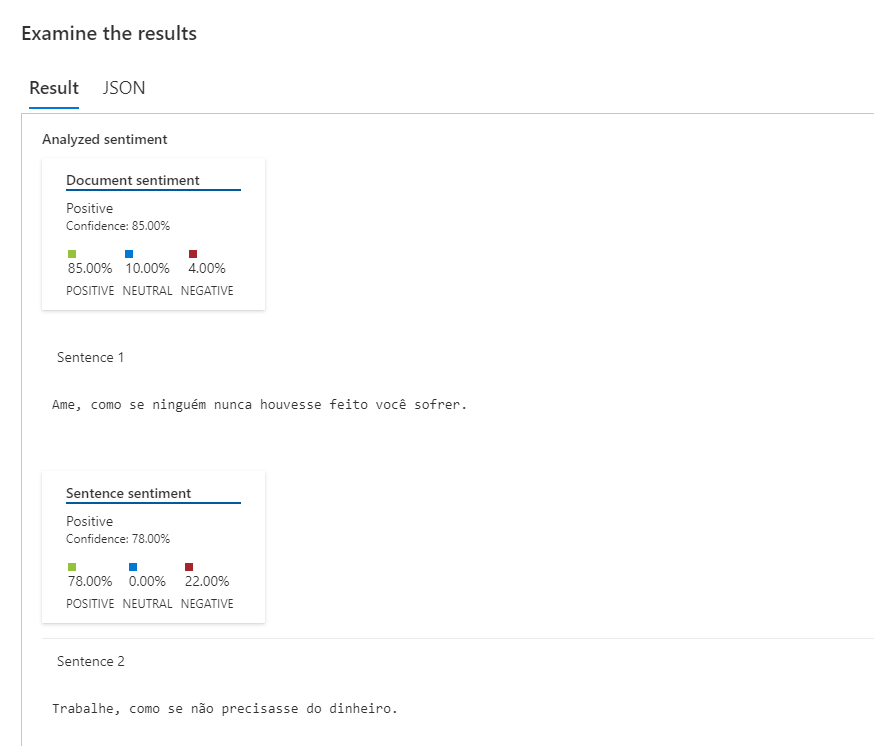 Examine the results
Result JSON
Analyzed sentiment
Document sentiment
Positive
Confidence: 85.00%
85.00% 10.00% 4.00%
POSITIVE NEUTRAL NEGATIVE
Sentence 1
Ame, como se ninguém nunca houvesse feito você sofrer.
Sentence sentiment
Positive
Confidence: 78.00%
78.00% 0.00% 22.00%
POSITIVE NEUTRAL NEGATIVE
Sentence 2
Trabalhe, como se não precisasse do dinheiro.